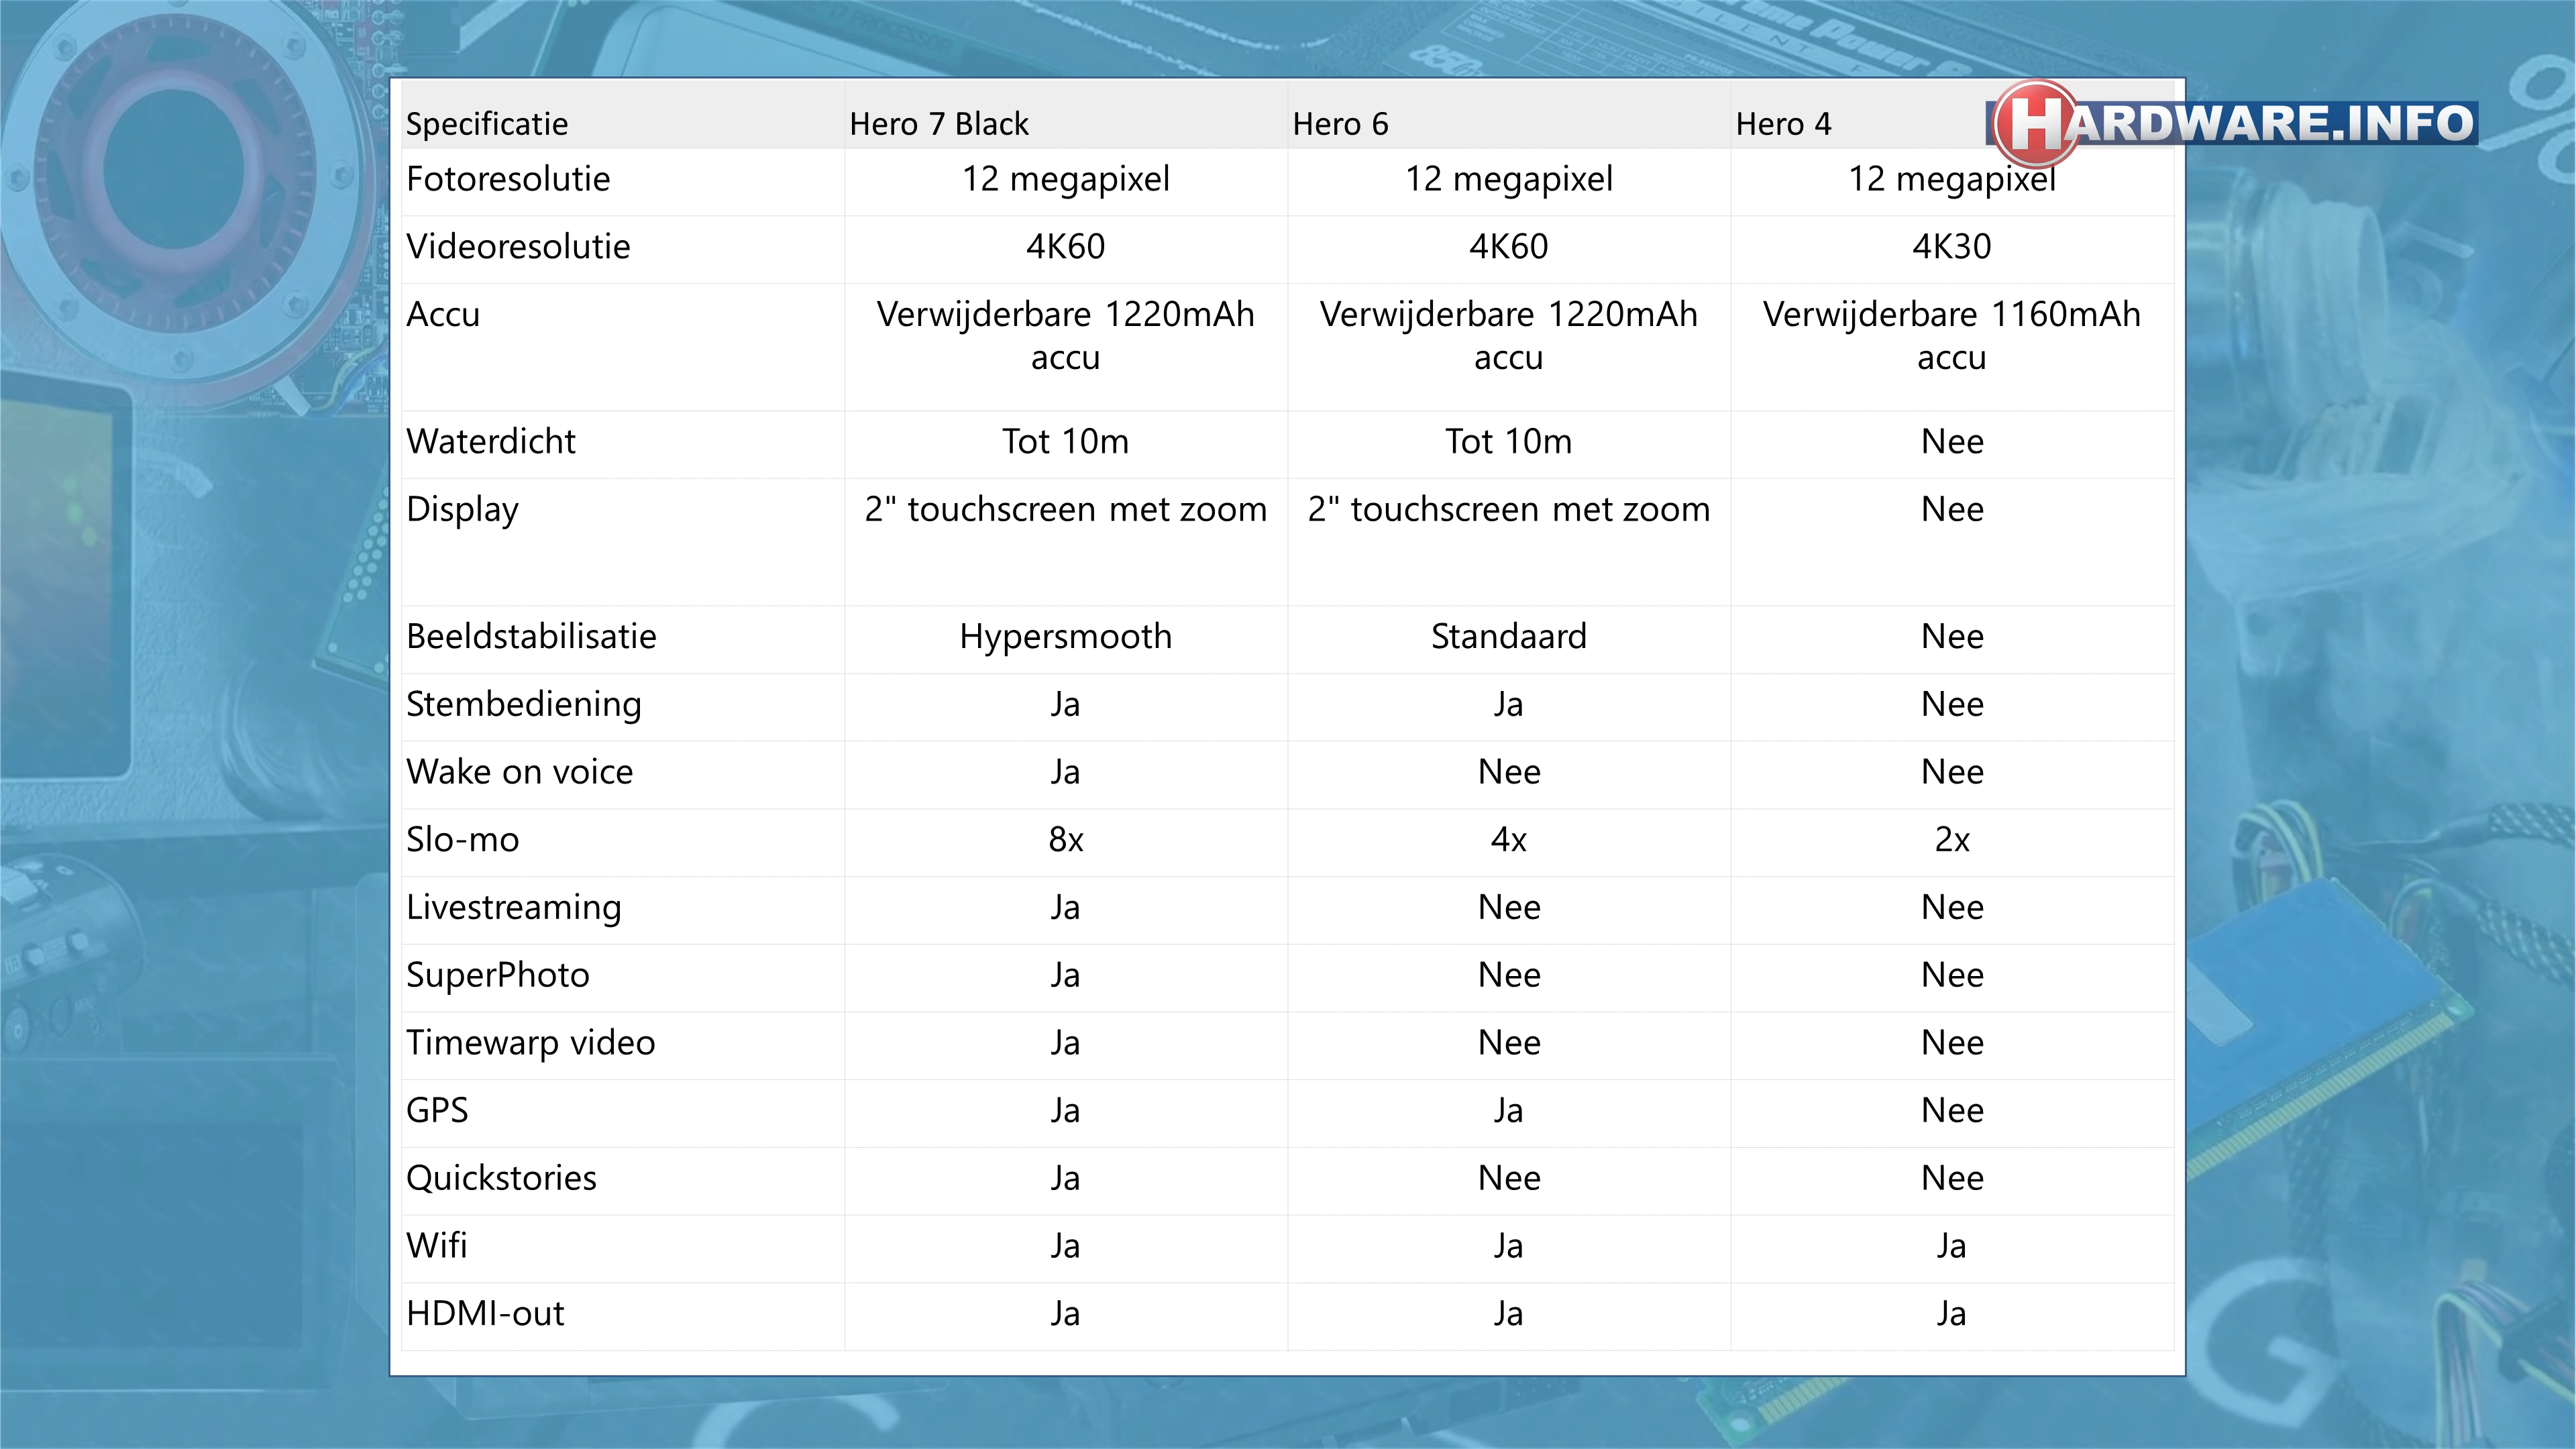 HARDWARE.INFO
Specificatie Hero 7 Black Hero 6 Hero 4
Fotoresolutie 12 megapixel 12 megapixel 12 megapixel
Videoresolutie 4K60 4K60 4K30
Accu Verwijderbare 1220mAh accu Verwijderbare 1220mAh accu Verwijderbare 1160mAh accu
Waterdicht Tot 10m Tot 10m Nee
Display 2" touchscreen met zoom 2" touchscreen met zoom Nee
Beeldstabilisatie Hypersmooth Standaard Nee
Stembediening Ja Ja Nee
Wake on voice Ja Nee Nee
Slo-mo 8x 4x 2x
Livestreaming Ja Nee Nee
SuperPhoto Ja Nee Nee
Timewarp video Ja Nee Nee
GPS Ja Ja Nee
Quickstories Ja Nee Nee
Wifi Ja Ja Ja
HDMI-out Ja Ja Ja